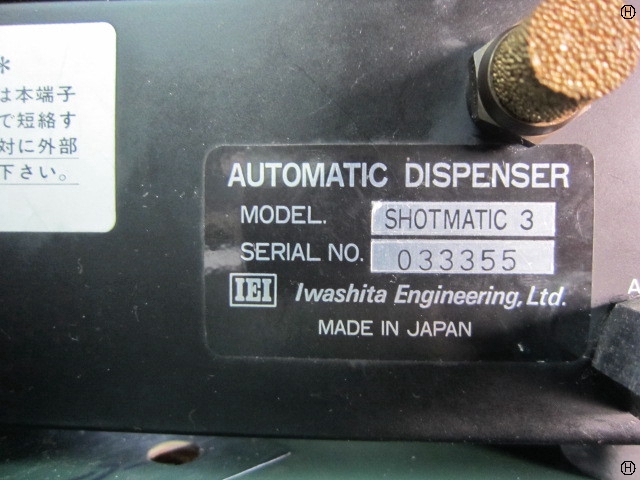 *
は本端子
で短絡す
対に外部
下さい。
AUTOMATIC DISPENSER
MODEL. SHOTMATIC 3
SERIAL NO. 033355
IEI Iwashita Engineering, Ltd.
MADE IN JAPAN
A
H
H